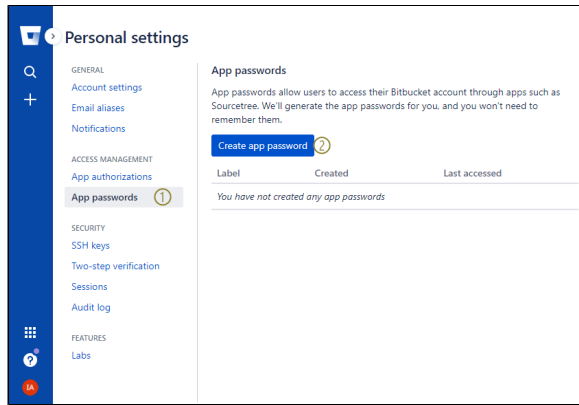 Personal settings
GENERAL
Account settings
Email aliases
Notifications
ACCESS MANAGEMENT
App authorizations
App passwords 1
SECURITY
SSH keys
Two-step verification
Sessions
Audit log
FEATURES
Labs
App passwords
App passwords allow users to access their Bitbucket account through apps such as
Sourcetree. We'll generate the app passwords for you, and you won't need to
remember them.
Create app password 2
Label Created Last accessed
You have not created any app passwords
?
IA